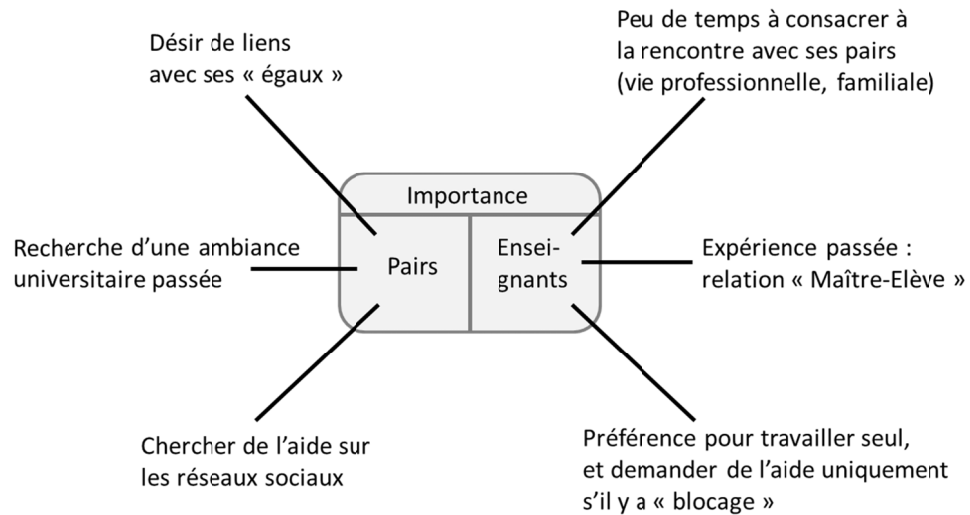 Désir de liens
avec ses « égaux »
Peu de temps à consacrer à
la rencontre avec ses pairs
(vie professionnelle, familiale)
Importance
Recherche d’une ambiance
universitaire passée
Pairs
Ensei-
gnants
Expérience passée :
relation « Maître-Elève »
Chercher de l’aide sur
les réseaux sociaux
Préférence pour travailler seul,
et demander de l’aide uniquement
s’il y a « blocage »